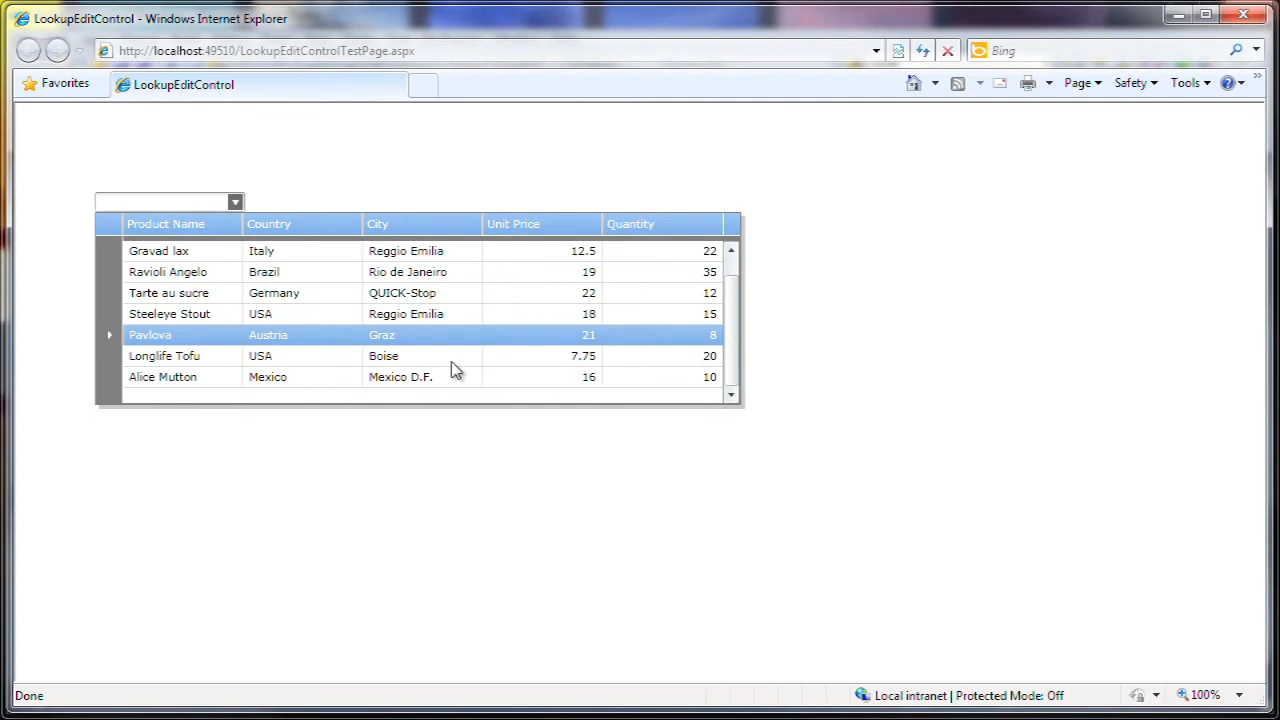 LookupEditControl - Windows Internet Explorer
http://localhost:49510/LookupEditControlTestPage.aspx
Bing
Favorites LookupEditControl Page Safety Tools
Product Name Country City Unit Price Quantity
Gravad lax Italy Reggio Emilia 12.5 22
Ravioli Angelo Brazil Rio de Janeiro 19 35
Tarte au sucre Germany QUICK-Stop 22 12
Steeleye Stout USA Reggio Emilia 18 15
Pavlova Austria Graz 21 8
Longlife Tofu USA Boise 7.75 20
Alice Mutton Mexico Mexico D.F. 16 10
Done Local intranet | Protected Mode: Off 100%